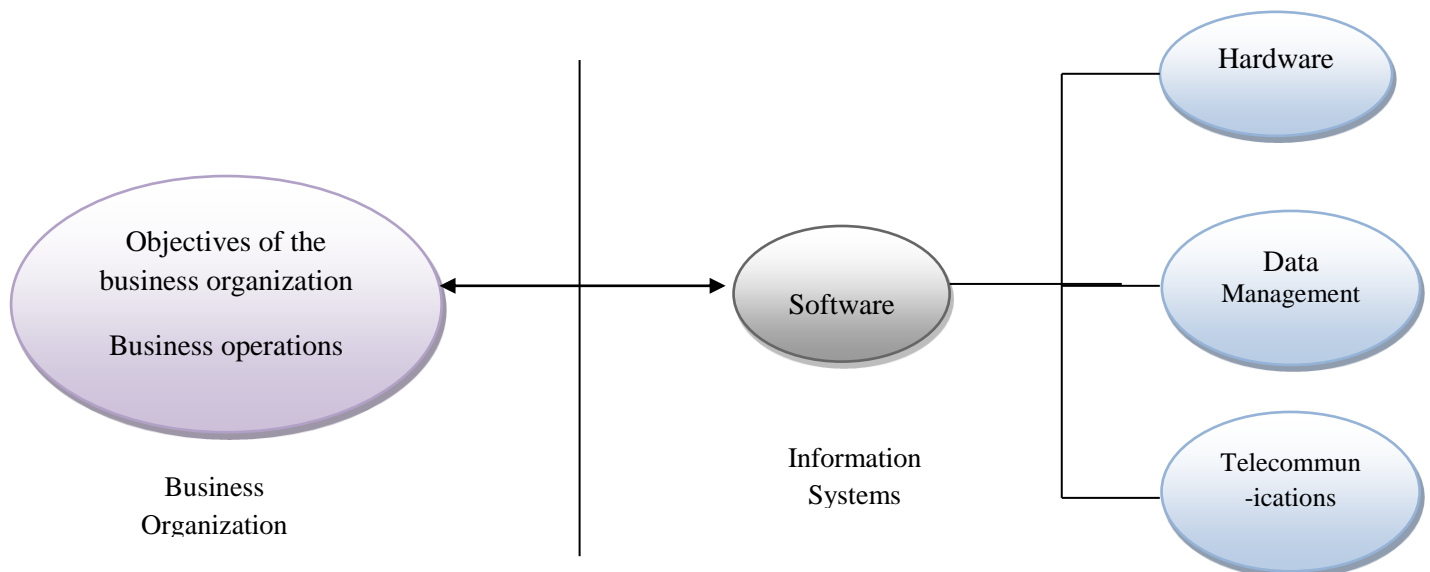 Objectives of the
business organization
Business operations
Business
Organization
Software
Information
Systems
Hardware
Data
Management
Telecommun
-ications